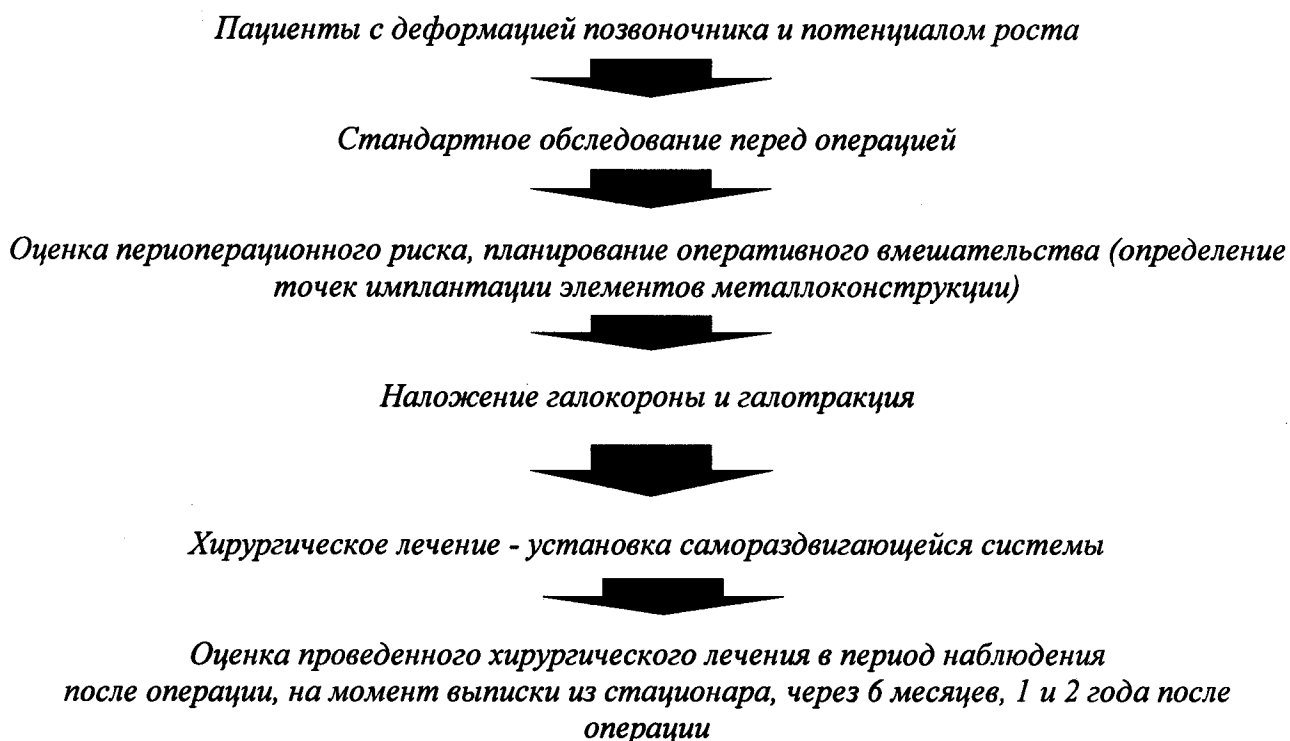 Пациенты с деформацией позвоночника и потенциалом роста
Стандартное обследование перед операцией
Оценка периоперационного риска, планирование оперативного вмешательства (определение
точек имплантации элементов металлоконструкции)
Наложение галокороны и галотракция
Хирургическое лечение - установка самораздвигающейся системы
Оценка проведенного хирургического лечения в период наблюдения
после операции, на момент выписки из стационара, через 6 месяцев, 1 и 2 года после
операции